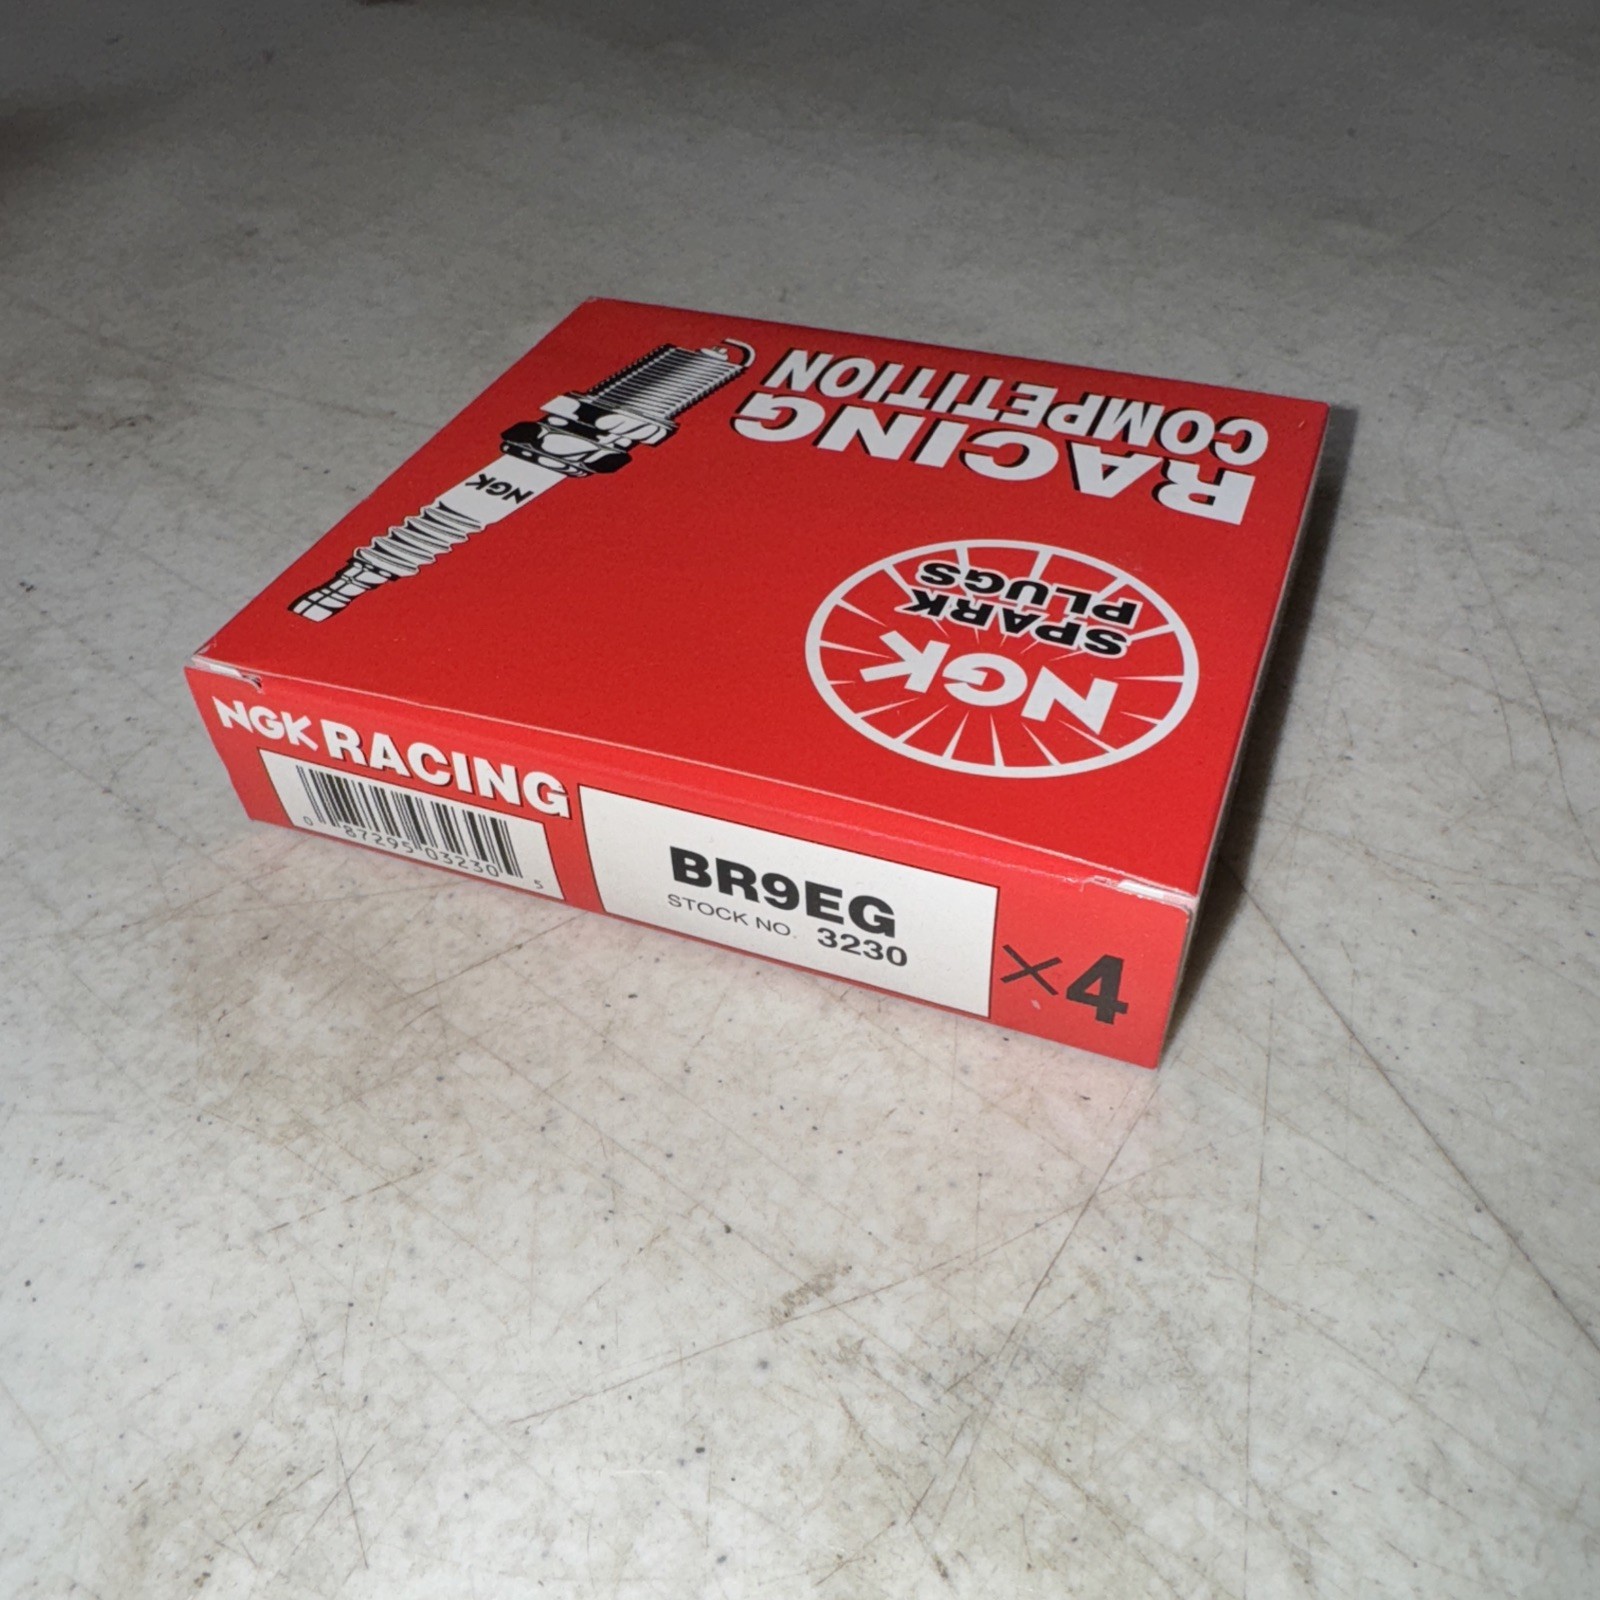 RACING
COMPETITION
NGK
SPARK
PLUGS
NGK
NGK RACING
0 87295 03230 5
BR9EG
STOCK NO. 3230
×4